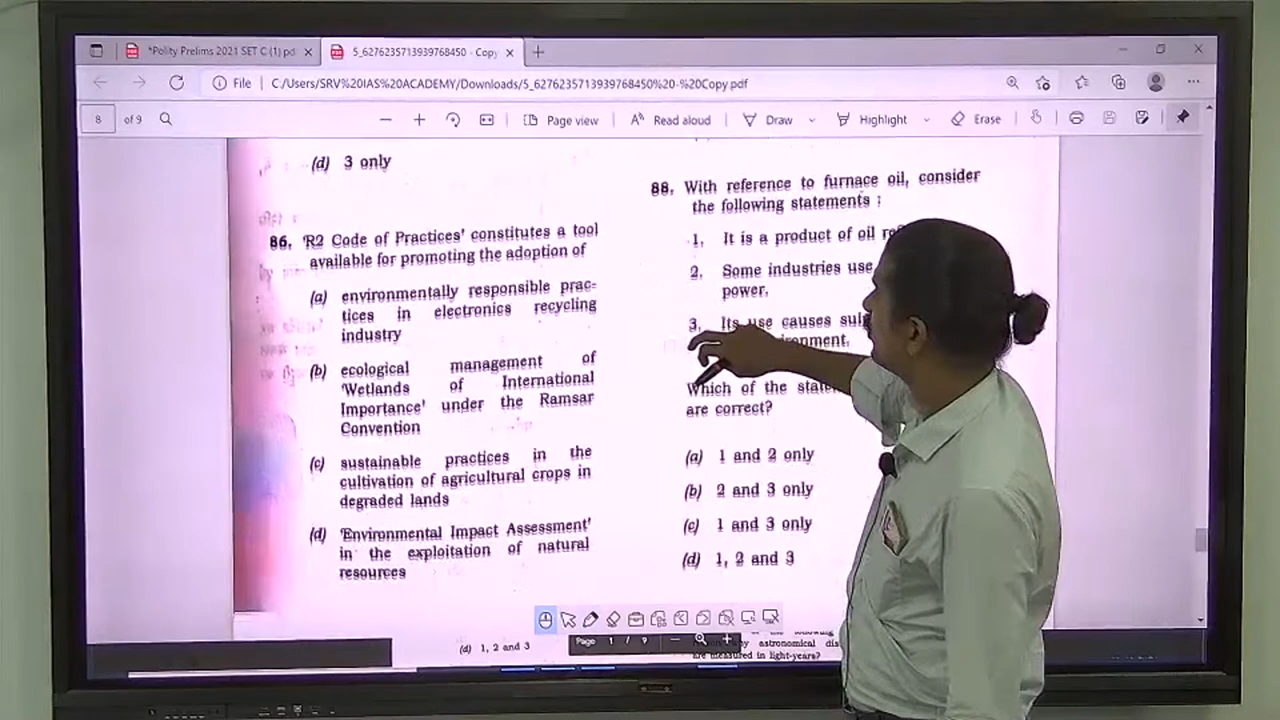 *Polity Prelims 2021 SET C (1) pd
5_6276235713939768450 - Copy
File C:/Users/SRV%20IAS%20ACADEMY/Downloads/5_6276235713939768450%20-%20Copy.pdf
8 of 9
Page view
Read aloud
Draw
Highlight
Erase
(d) 3 only
86. 'R2 Code of Practices' constitutes a tool
available for promoting the adoption of
(a) environmentally responsible prac-
tices in electronics recycling
industry
(b) ecological management of
'Wetlands of International
Importance' under the Ramsar
Convention
(c) sustainable practices in the
cultivation of agricultural crops in
degraded lands
(d) 'Environmental Impact Assessment'
in the exploitation of natural
resources
88. With reference to furnace oil, consider
the following statements :
1. It is a product of oil
2. Some industries use
power.
3. Its use causes
Which of the
are correct?
(a) 1 and 2 only
(b) 2 and 3 only
(c) 1 and 3 only
(d) 1, 2 and 3
Page 1 / 9
(d) 1, 2 and 3
astronomical
are measured in light-years?